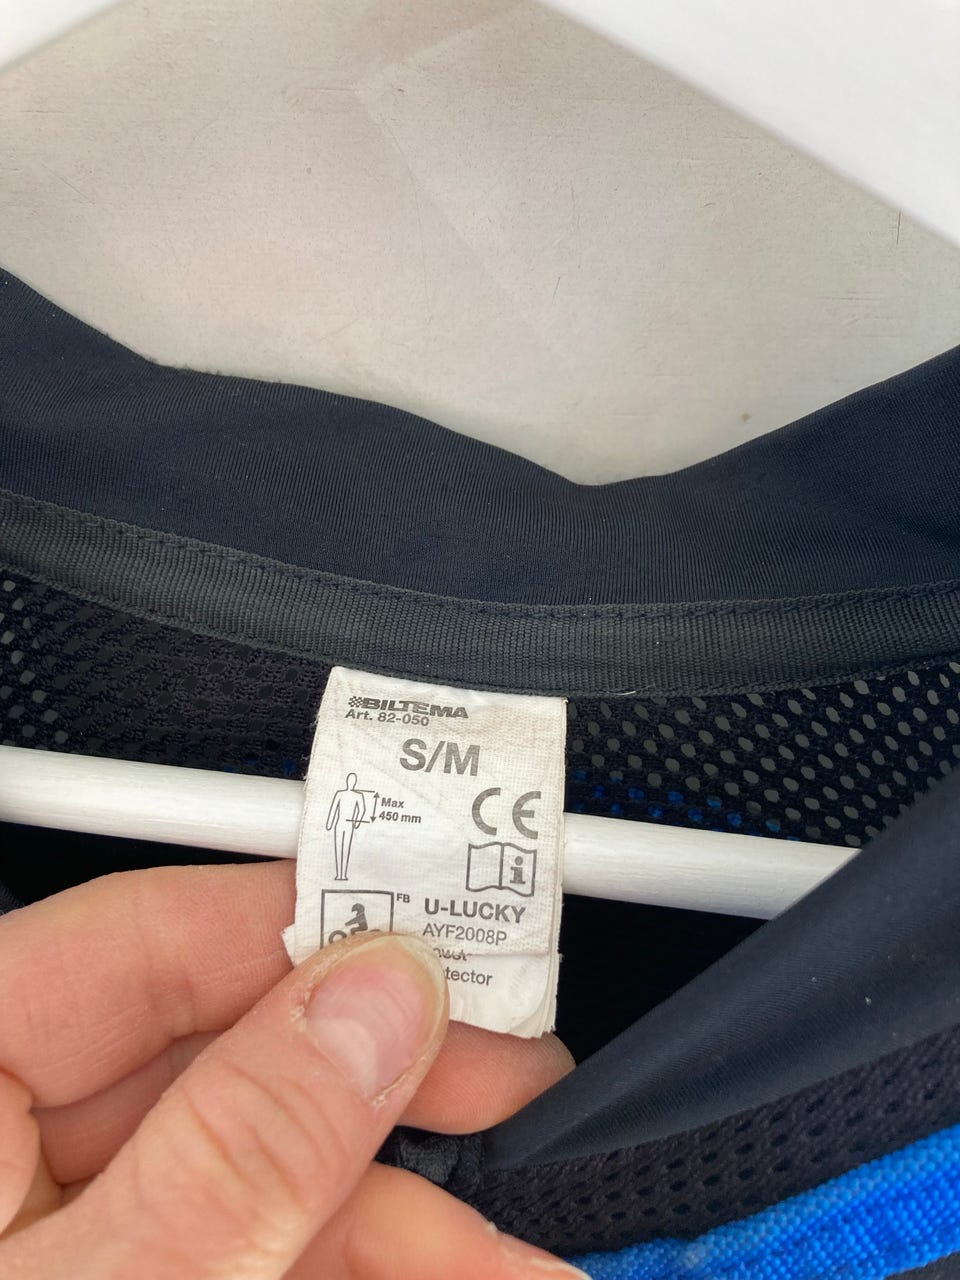 BILTEMA
Art. 82-050
S/M
Max
450 mm
CE
i
FB
U-LUCKY
AYF2008P